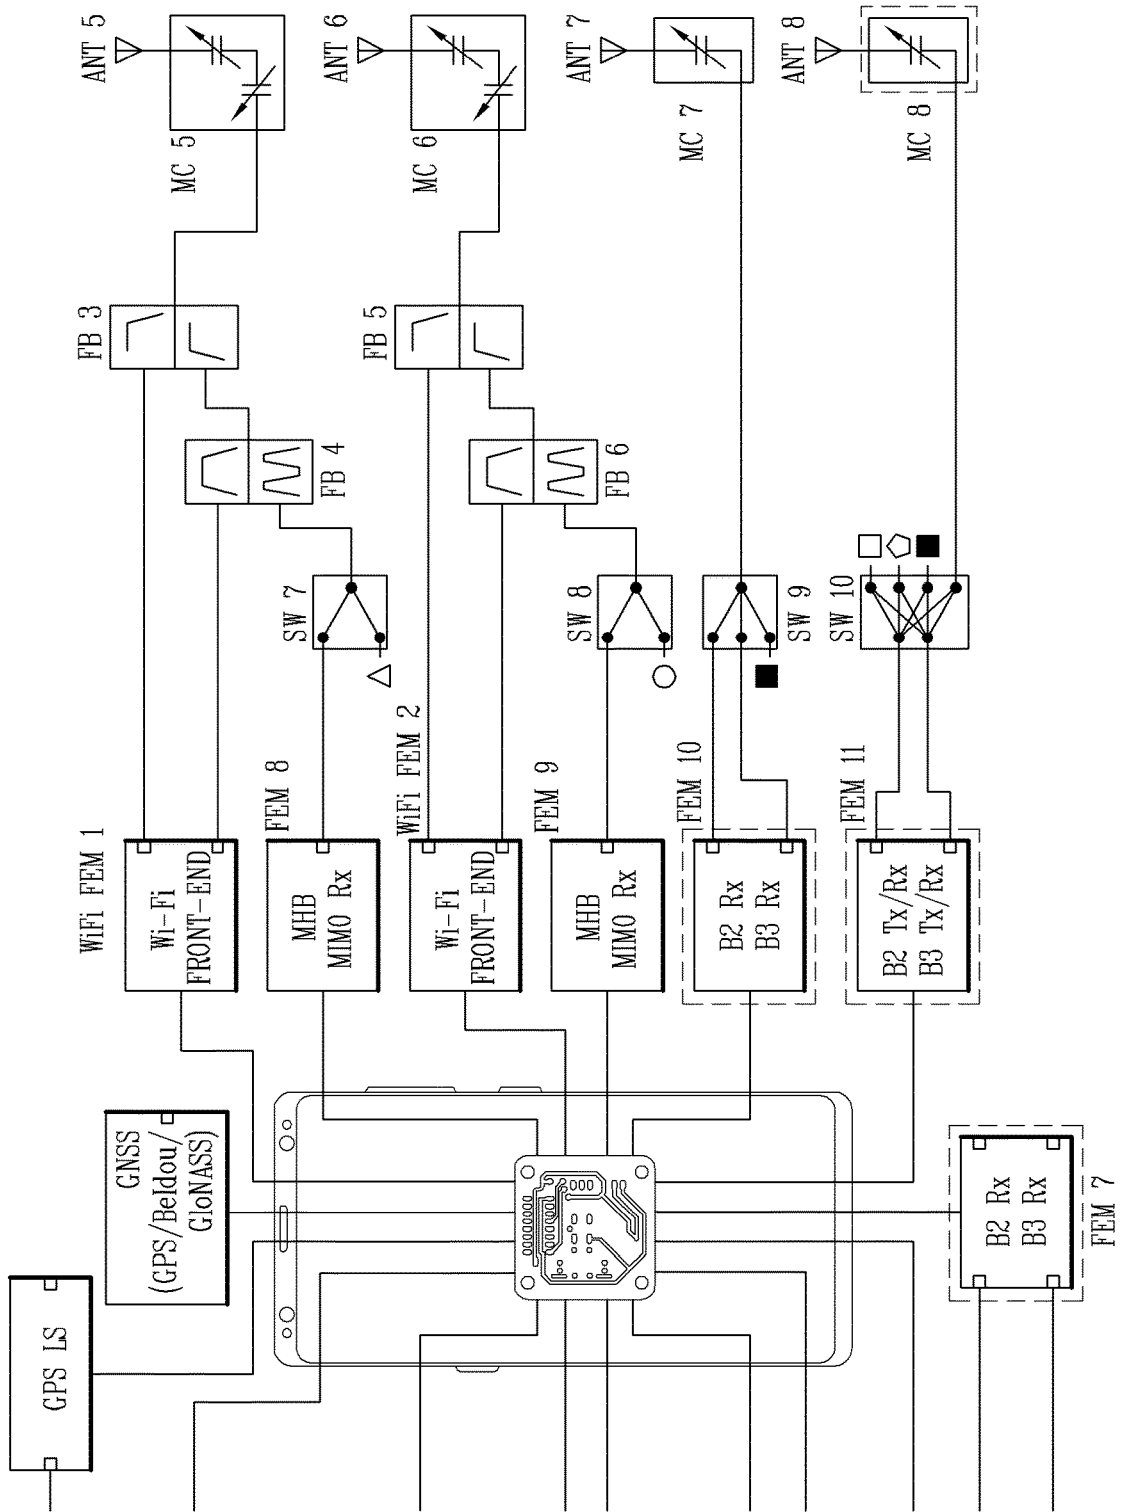 ANT 5
MC 5
ANT 6
MC 6
ANT 7
MC 7
ANT 8
MC 8
FB 3
FB 4
FB 5
FB 6
SW 7
SW 8
SW 9
SW 10
WiFi FEM 1
Wi-Fi
FRONT-END
FEM 8
MHB
MIMO Rx
WiFi FEM 2
Wi-Fi
FRONT-END
FEM 9
MHB
MIMO Rx
FEM 10
B2 Rx
B3 Rx
FEM 11
B2 Tx/Rx
B3 Tx/Rx
GPS LS
GNSS
(GPS/Beldou/
GloNASS)
B2 Rx
B3 Rx
FEM 7